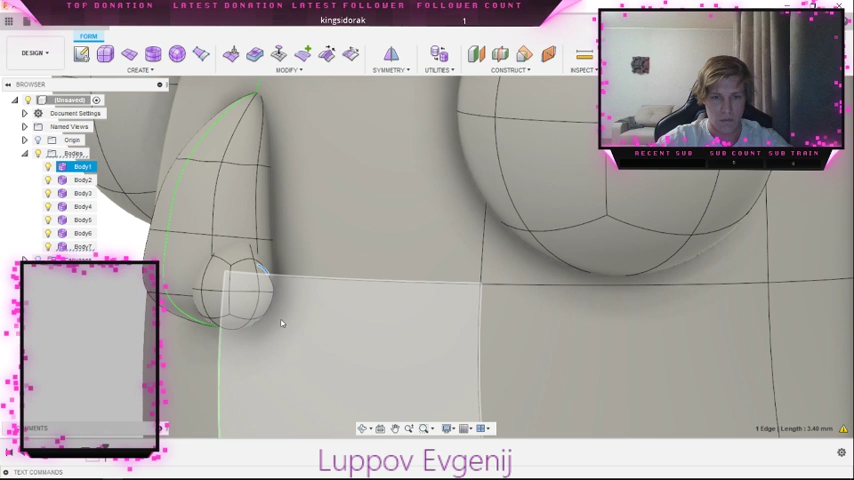 TOP DONATION LATEST DONATION LATEST FOLLOWER FOLLOWER COUNT
kingsidorak 1
FORM
DESIGN
CREATE MODIFY SYMMETRY UTILITIES CONSTRUCT INSPECT
BROWSER
(Unsaved)
Document Settings
Named Views
Origin
Bodies
Body1
Body2
Body3
Body4
Body5
Body6
Body7
RECENT SUB SUB COUNT SUB TRAIN
1 Edge | Length : 3.40 mm
TEXT COMMANDS
Luppov Evgenij